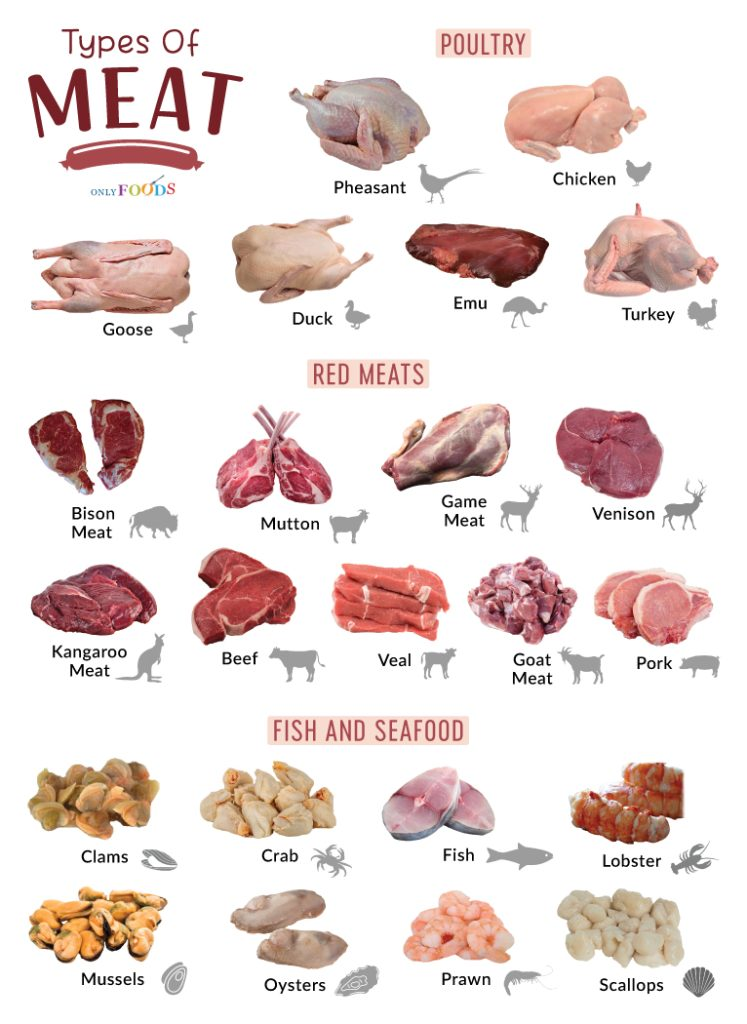 Types Of
MEAT
ONLY FOODS
POULTRY
Pheasant
Chicken
Goose
Duck
Emu
Turkey
RED MEATS
Bison
Meat
Mutton
Game
Meat
Venison
Kangaroo
Meat
Beef
Veal
Goat
Meat
Pork
FISH AND SEAFOOD
Clams
Crab
Fish
Lobster
Mussels
Oysters
Prawn
Scallops